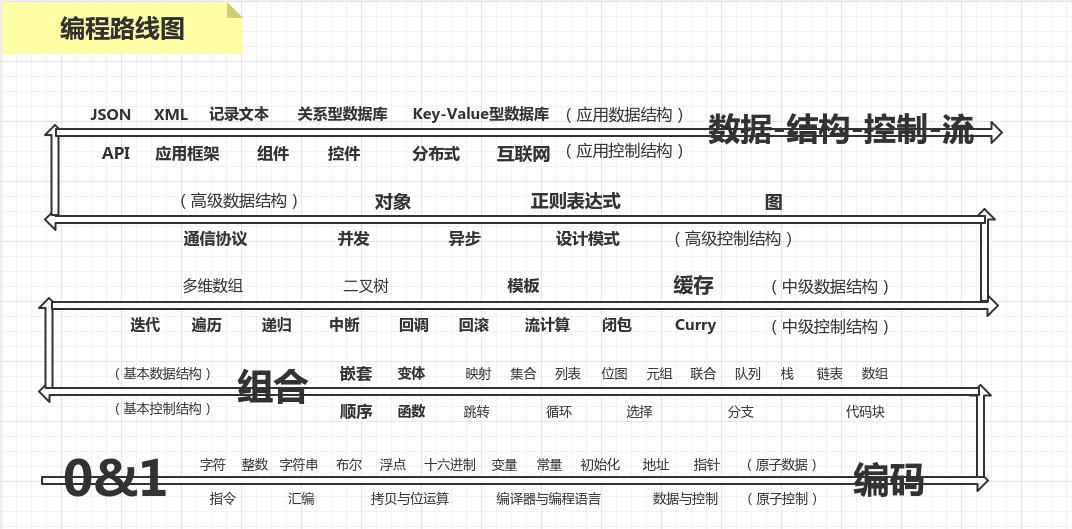 编程路线图
JSON XML 记录文本 关系型数据库 Key-Value型数据库 （应用数据结构）
数据-结构-控制-流
API 应用框架 组件 控件 分布式 互联网 （应用控制结构）
（高级数据结构） 对象 正则表达式 图
通信协议 并发 异步 设计模式 （高级控制结构）
多维数组 二叉树 模板 缓存 （中级数据结构）
迭代 遍历 递归 中断 回调 回滚 流计算 闭包 Curry （中级控制结构）
（基本数据结构） 嵌套 变体 映射 集合 列表 位图 元组 联合 队列 栈 链表 数组
组合
（基本控制结构） 顺序 函数 跳转 循环 选择 分支 代码块
字符 整数 字符串 布尔 浮点 十六进制 变量 常量 初始化 地址 指针 （原子数据）
0&1 编码
指令 汇编 拷贝与位运算 编译器与编程语言 数据与控制 （原子控制）